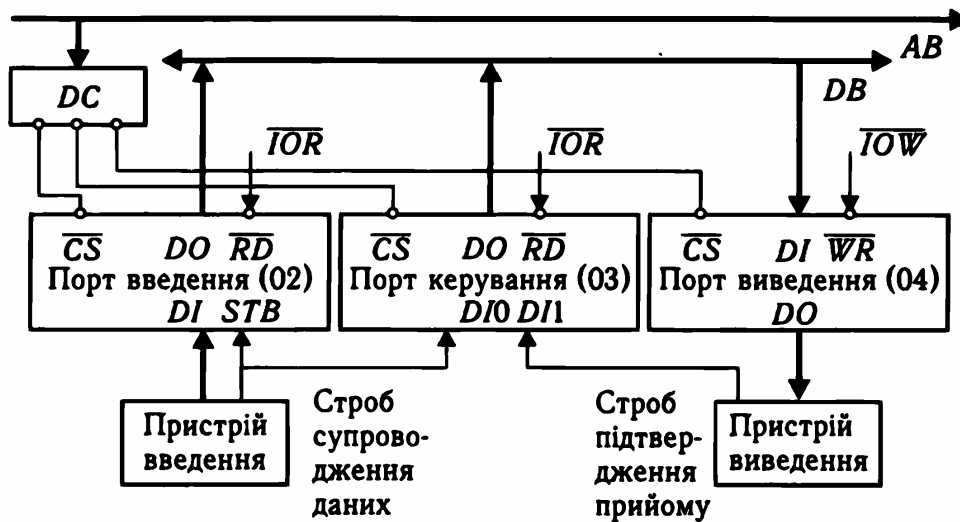 AB
DC
DB
IOR IOR IOW
CS DO RD CS DO RD CS DI WR
Порт введення (02) Порт керування (03) Порт виведення (04)
DI STB DI0 DI1 DO
Пристрій
введення
Строб
супрово-
дження
даних
Строб
підтвер-
дження
прийому
Пристрій
виведення